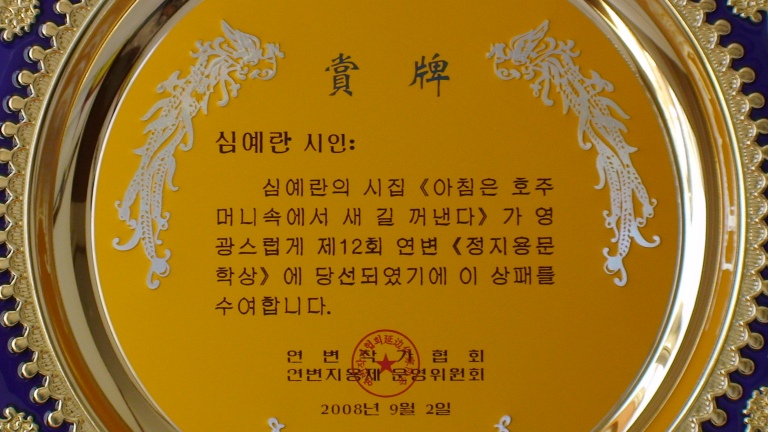 賞牌
심예란 시인:
심예란의 시집 《아침은 호주
머니속에서 새 길 꺼낸다》 가 영
광스럽게 제12회 연변 《정지용문
학상》 에 당선되였기에 이 상패를
수여합니다.
연변작가협회
연변지용제 운영위원회
2008년 9월 2일